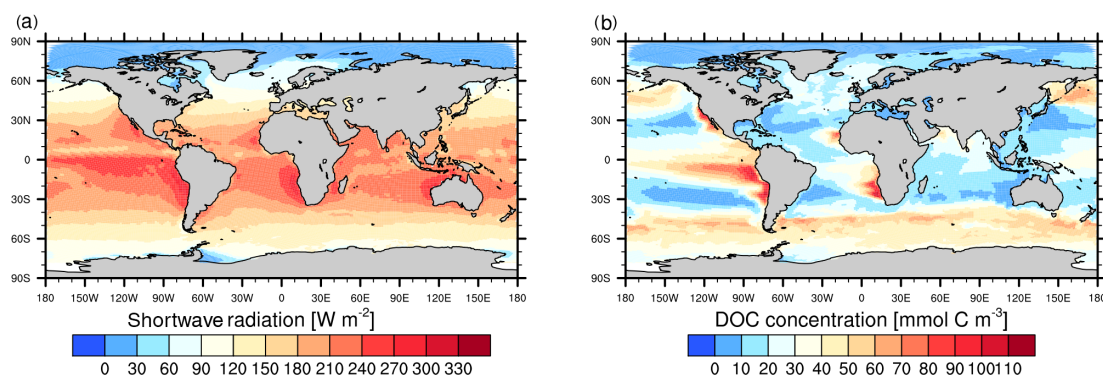 (a)
(b)
90N
60N
30N
0
30S
60S
90S
180 150W 120W 90W 60W 30W 0 30E 60E 90E 120E 150E 180
Shortwave radiation [W m-2]
0 30 60 90 120 150 180 210 240 270 300 330
90N
60N
30N
0
30S
60S
90S
180 150W 120W 90W 60W 30W 0 30E 60E 90E 120E 150E 180
DOC concentration [mmol C m-3]
0 10 20 30 40 50 60 70 80 90 100 110